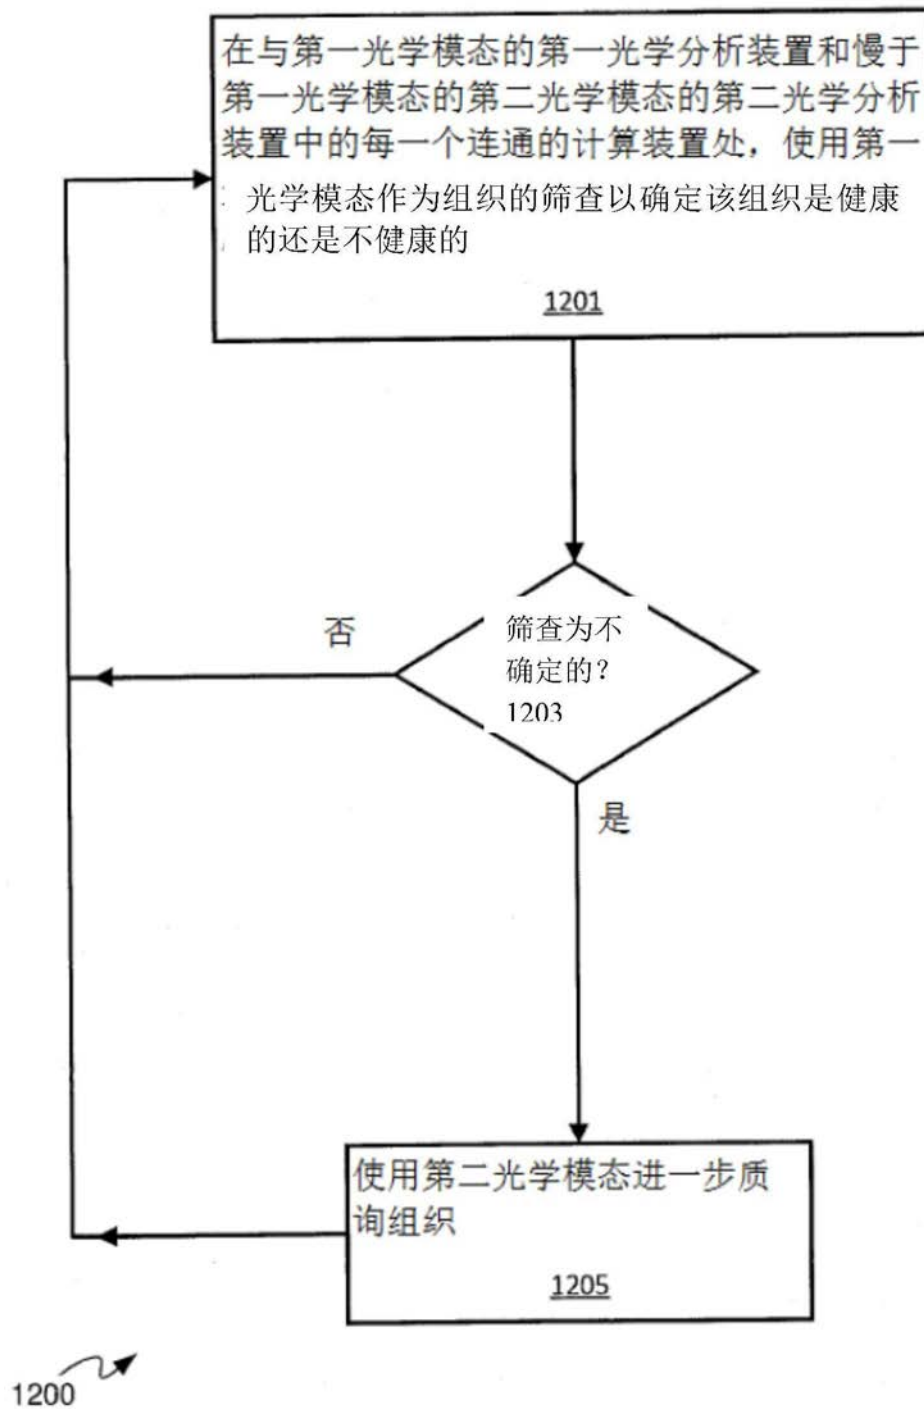 在与第一光学模态的第一光学分析装置和慢于
第一光学模态的第二光学模态的第二光学分析
装置中的每一个连通的计算装置处，使用第一
光学模态作为组织的筛查以确定该组织是健康
的还是不健康的
1201
否
筛查为不
确定的？
1203
是
使用第二光学模态进一步质
询组织
1205
1200